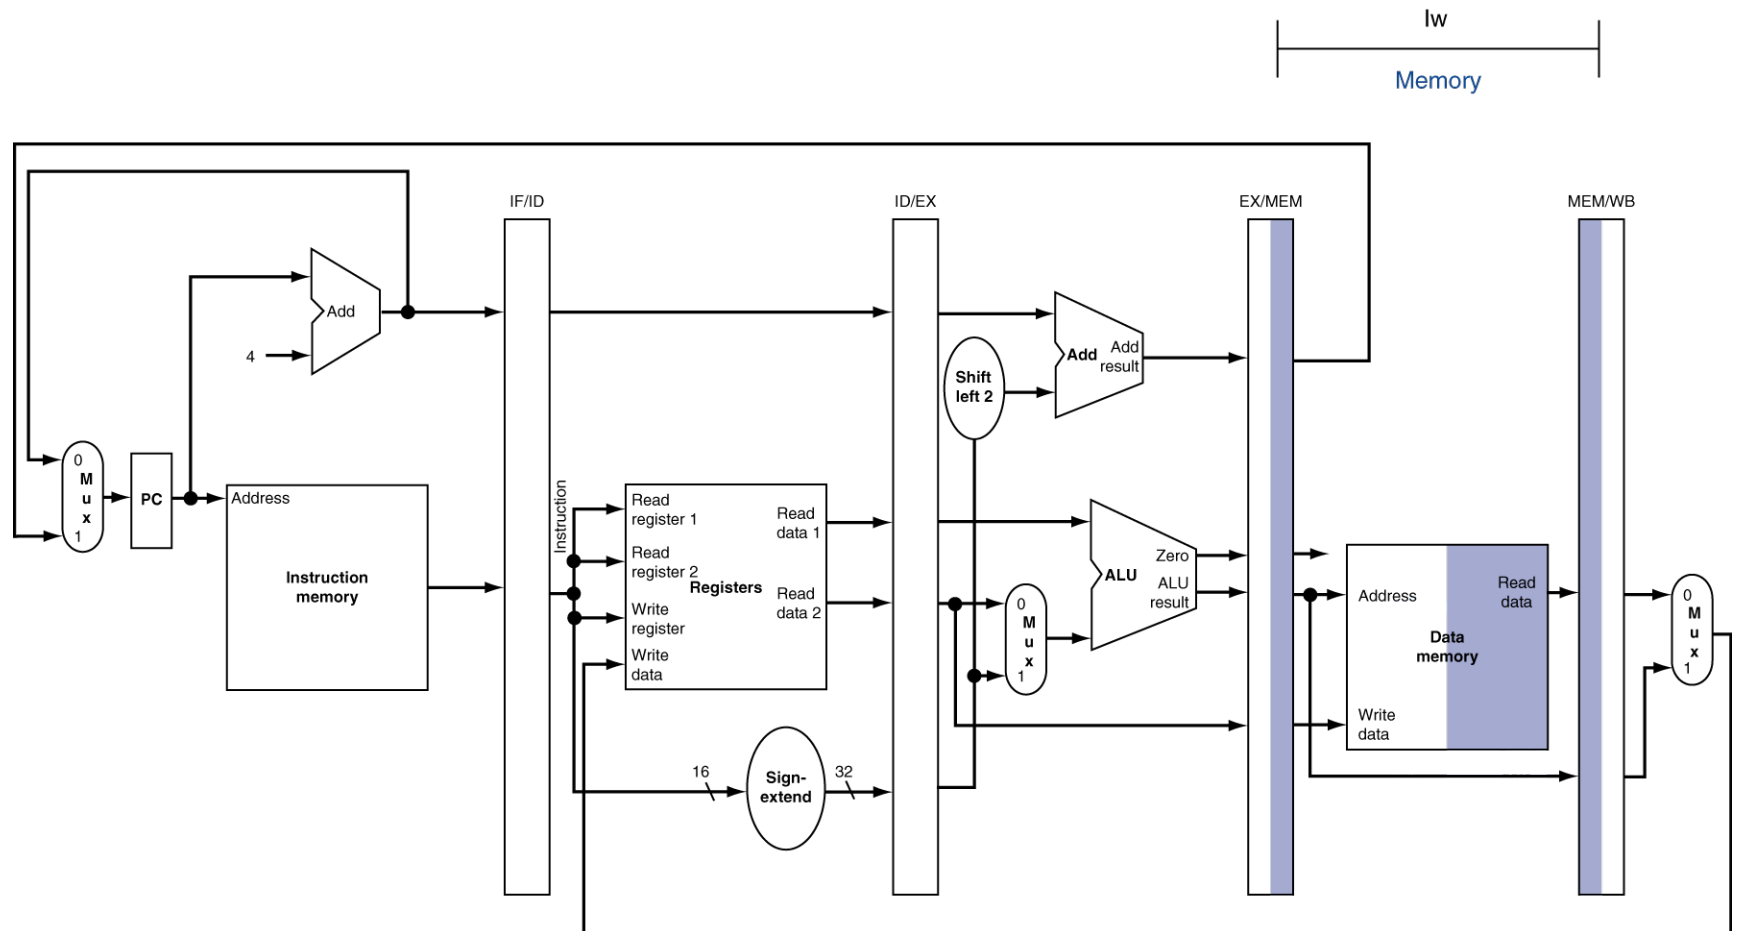 lw
Memory
IF/ID
ID/EX
EX/MEM
MEM/WB
Add
4
Shift
left 2
Add
Add
result
0
M
u
x
1
PC
Address
Instruction
memory
Instruction
Read
register 1
Read
register 2
Write
register
Write
data
Registers
Read
data 1
Read
data 2
16
Sign-
extend
32
0
M
u
x
1
ALU
Zero
ALU
result
Address
Read
data
Data
memory
Write
data
0
M
u
x
1